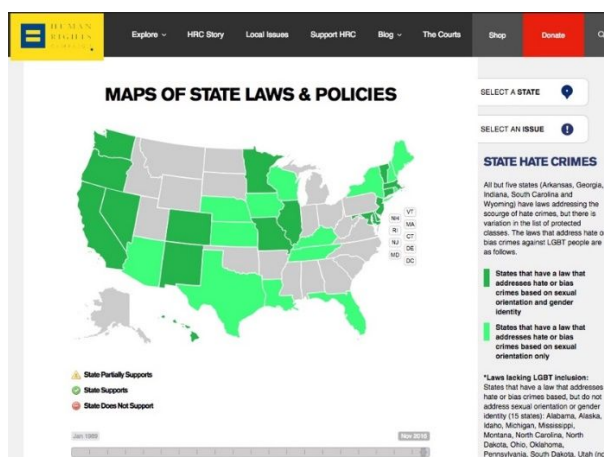 HUMAN
RIGHTS
Explore
HRC Story
Local Issues
Support HRC
Blog
The Courts
Shop
Donate
MAPS OF STATE LAWS & POLICIES
VT
NH
MA
RI
CT
NJ
DE
MD
DC
State Partially Supports
State Supports
State Does Not Support
Jan 1989
Nov 2016
SELECT A STATE
SELECT AN ISSUE
STATE HATE CRIMES
All but five states (Arkansas, Georgia,
Indiana, South Carolina and
Wyoming) have laws addressing the
scourge of hate crimes, but there is
variation in the list of protected
classes. The laws that address hate o
bias crimes against LGBT people are
as follows.
States that have a law that
addresses hate or bias
crimes based on sexual
orientation and gender
identity
States that have a law that
addresses hate or bias
crimes based on sexual
orientation only
*Laws lacking LGBT inclusion:
States that have a law that addresses
hate or bias crimes based, but do not
address sexual orientation or gender
identity (15 states): Alabama, Alaska,
Idaho, Michigan, Mississippi,
Montana, North Carolina, North
Dakota, Ohio, Oklahoma,
Pennsylvania, South Dakota, Utah (no